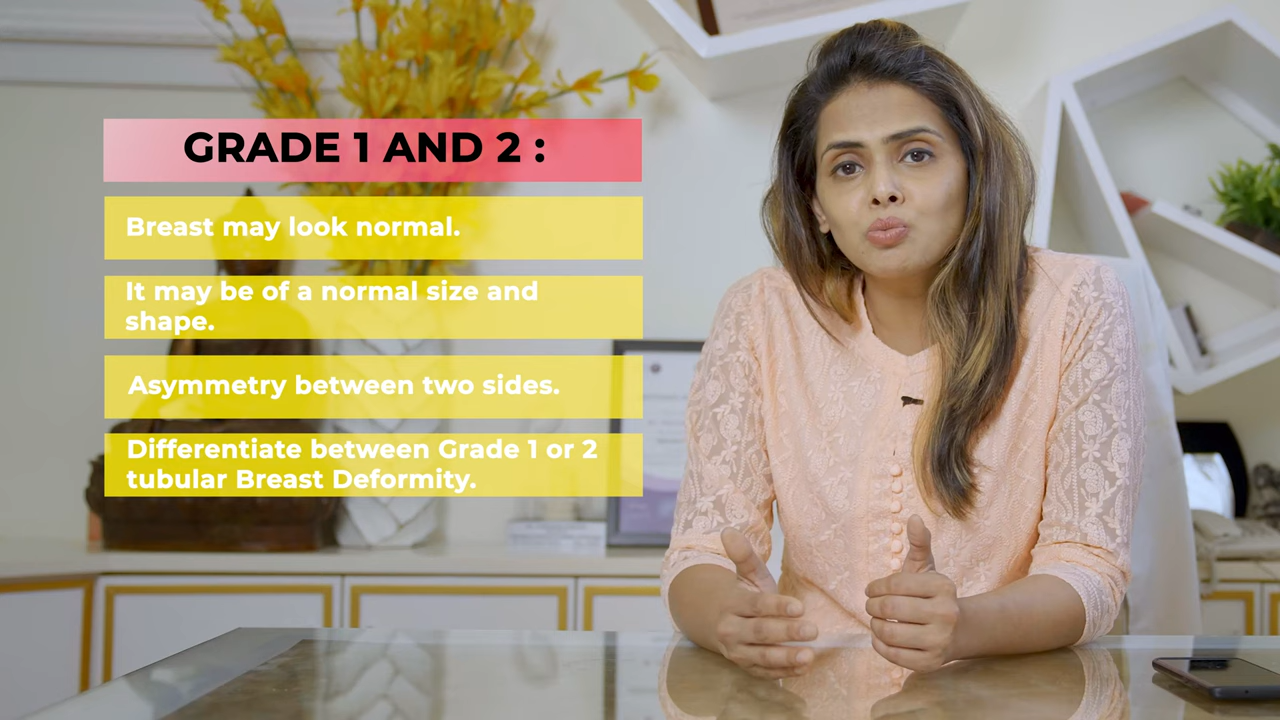 GRADE 1 AND 2 :
Breast may look normal.
It may be of a normal size and
shape.
Asymmetry between two sides.
Differentiate between Grade 1 or 2
tubular Breast Deformity.